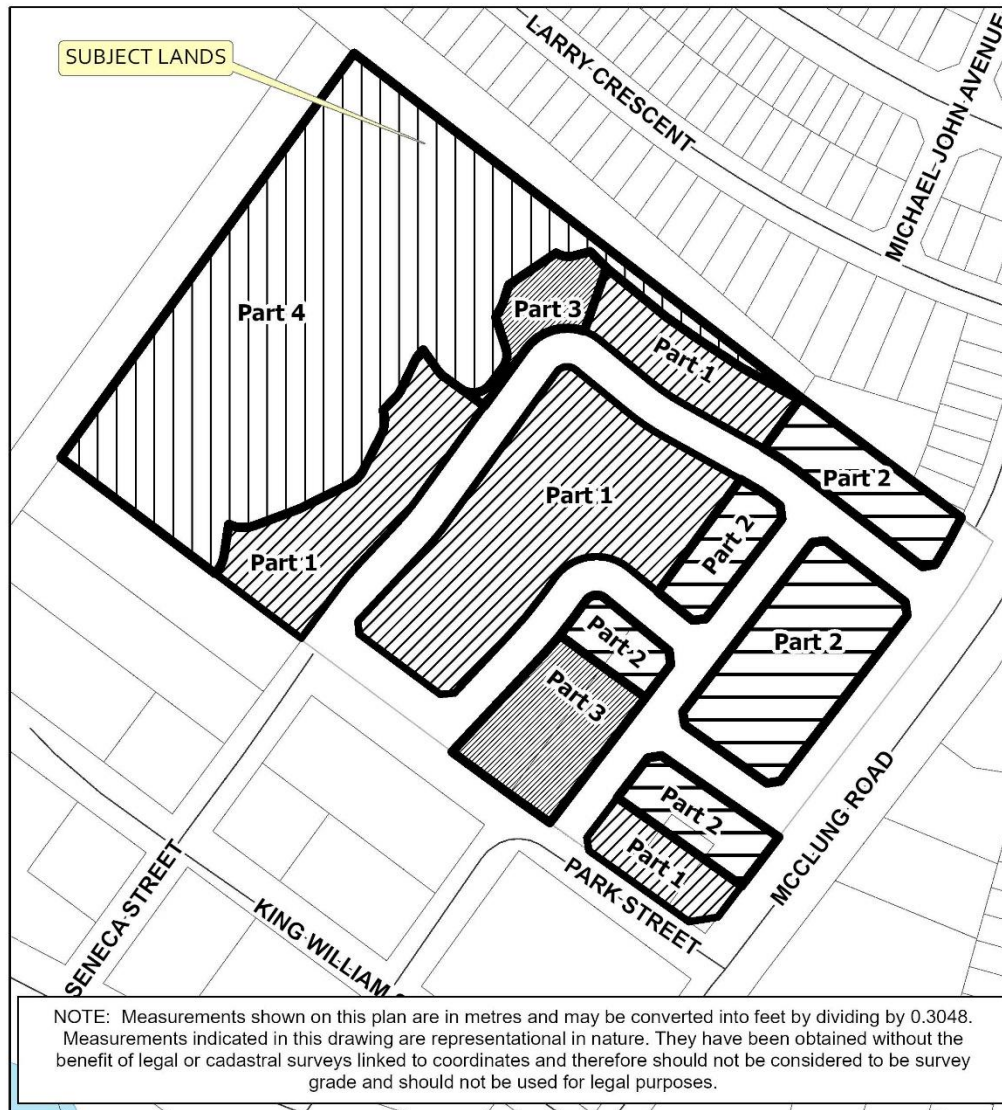 SUBJECT LANDS
LARRY CRESCENT
MICHAEL JOHN AVENUE
Part 4
Part 3
Part 1
Part 2
Part 1
Part 2
Part 1
Part 2
Part 2
Part 3
Part 2
Part 1
MCCLUNG ROAD
PARK STREET
SENECA STREET
KING WILLIAM
NOTE: Measurements shown on this plan are in metres and may be converted into feet by dividing by 0.3048.
Measurements indicated in this drawing are representational in nature. They have been obtained without the
benefit of legal or cadastral surveys linked to coordinates and therefore should not be considered to be survey
grade and should not be used for legal purposes.